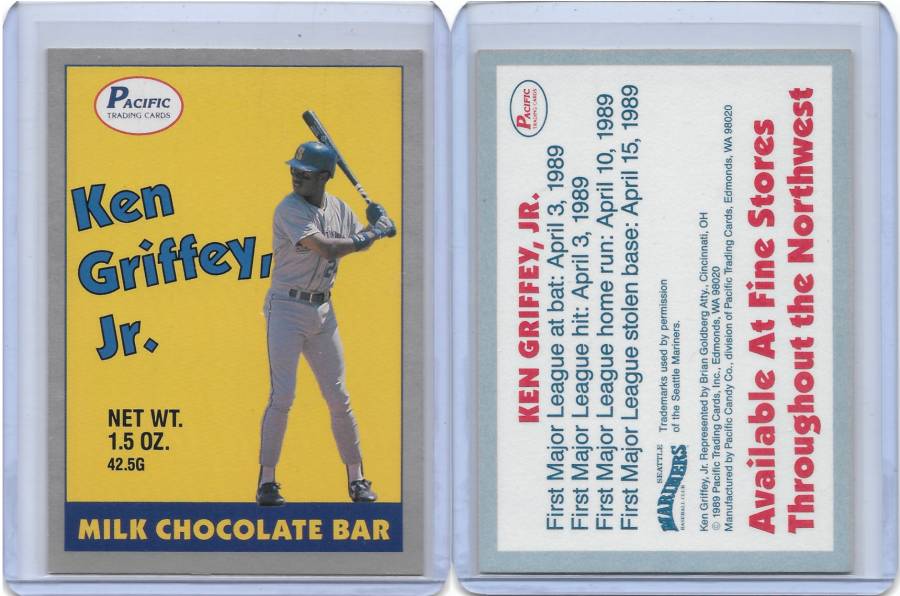 PACIFIC
TRADING CARDS
Ken
Griffey,
Jr.
NET WT.
1.5 OZ.
42.5G
MILK CHOCOLATE BAR
PACIFIC
TRADING CARDS
KEN GRIFFEY, JR.
First Major League at bat: April 3, 1989
First Major League hit: April 3, 1989
First Major League home run: April 10, 1989
First Major League stolen base: April 15, 1989
SEATTLE
MARINERS
BASEBALL CLUB
Trademarks used by permission
of the Seattle Mariners.
Ken Griffey, Jr. Represented by Brian Goldberg Atty., Cincinnati, OH
© 1989 Pacific Trading Cards, Inc., Edmonds, WA 98020
Manufactured by Pacific Candy Co., division of Pacific Trading Cards, Edmonds, WA 98020
Available At Fine Stores
Throughout the Northwest